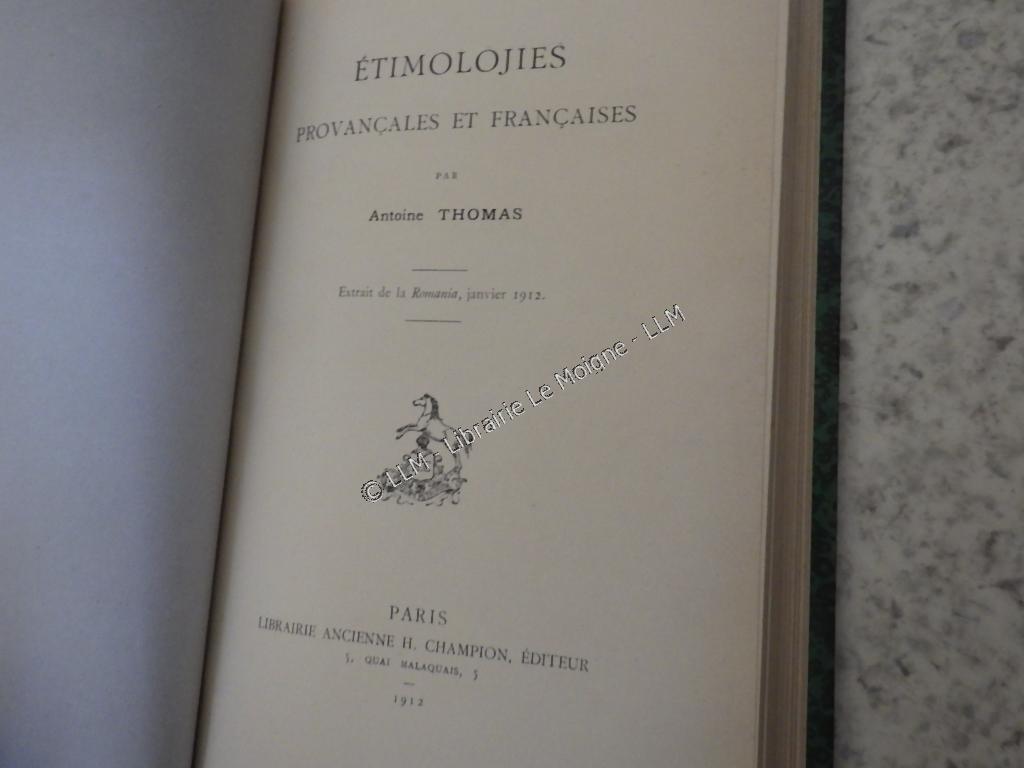 ÉTIMOLOJIES
PROVANÇALES ET FRANÇAISES
PAR
Antoine THOMAS
Extrait de la Romania, janvier 1912.
© LLM - Librairie Le Moigne - LLM
PARIS
LIBRAIRIE ANCIENNE H. CHAMPION, ÉDITEUR
5, QUAI MALAQUAIS, 5
1912